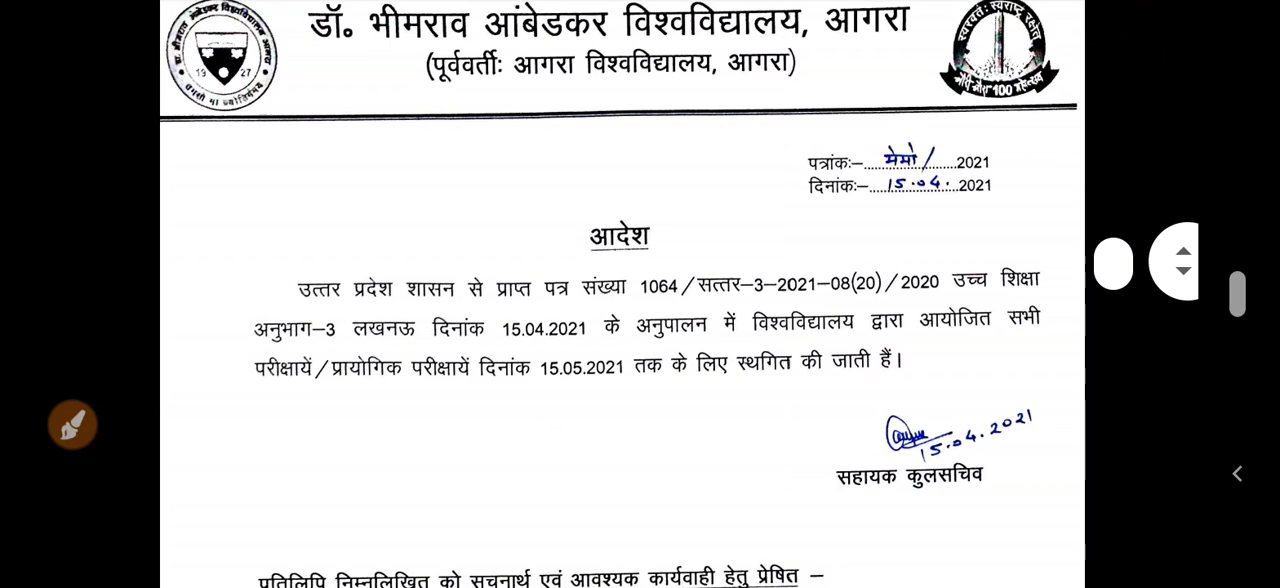 डॉ० भीमराव आंबेडकर विश्वविद्यालय, आगरा
(पूर्ववर्तीः आगरा विश्वविद्यालय, आगरा)
19 27
पत्रांकः–....मेमो/....2021
दिनांकः–....15.04....2021
आदेश
उत्तर प्रदेश शासन से प्राप्त पत्र संख्या 1064/सत्तर–3–2021–08(20)/2020 उच्च शिक्षा
अनुभाग–3 लखनऊ दिनांक 15.04.2021 के अनुपालन में विश्वविद्यालय द्वारा आयोजित सभी
परीक्षायें/प्रायोगिक परीक्षायें दिनांक 15.05.2021 तक के लिए स्थगित की जाती हैं।
15.04.2021
सहायक कुलसचिव
प्रतिलिपि निम्नलिखित को सूचनार्थ एवं आवश्यक कार्यवाही हेतु प्रेषित –